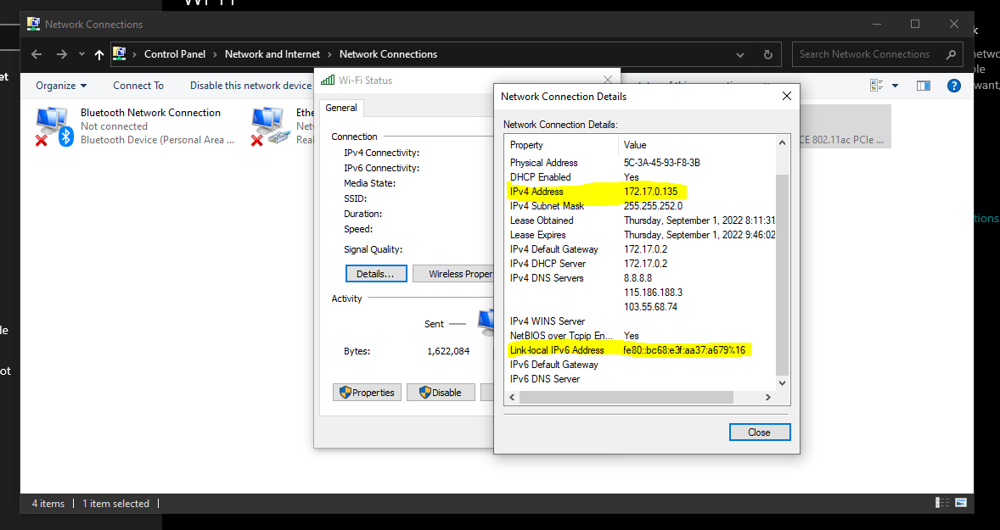 Network Connections
Control Panel > Network and Internet > Network Connections
Search Network Connections
Organize
Connect To
Disable this network device
Bluetooth Network Connection
Not connected
Bluetooth Device (Personal Area ...
CE 802.11ac PCIe ...
Wi-Fi Status
General
Connection
IPv4 Connectivity:
IPv6 Connectivity:
Media State:
SSID:
Duration:
Speed:
Signal Quality:
Details...
Wireless Proper
Activity
Sent
Bytes: 1,622,084
Properties
Disable
Network Connection Details
Network Connection Details:
Property Value
Physical Address 5C-3A-45-93-F8-3B
DHCP Enabled Yes
IPv4 Address 172.17.0.135
IPv4 Subnet Mask 255.255.252.0
Lease Obtained Thursday, September 1, 2022 8:11:31
Lease Expires Thursday, September 1, 2022 9:46:02
IPv4 Default Gateway 172.17.0.2
IPv4 DHCP Server 172.17.0.2
IPv4 DNS Servers 8.8.8.8
115.186.188.3
103.55.68.74
IPv4 WINS Server
NetBIOS over Tcpip En... Yes
Link-local IPv6 Address fe80::bc68:e3f:aa37:a679%16
IPv6 Default Gateway
IPv6 DNS Server
Close
4 items
1 item selected